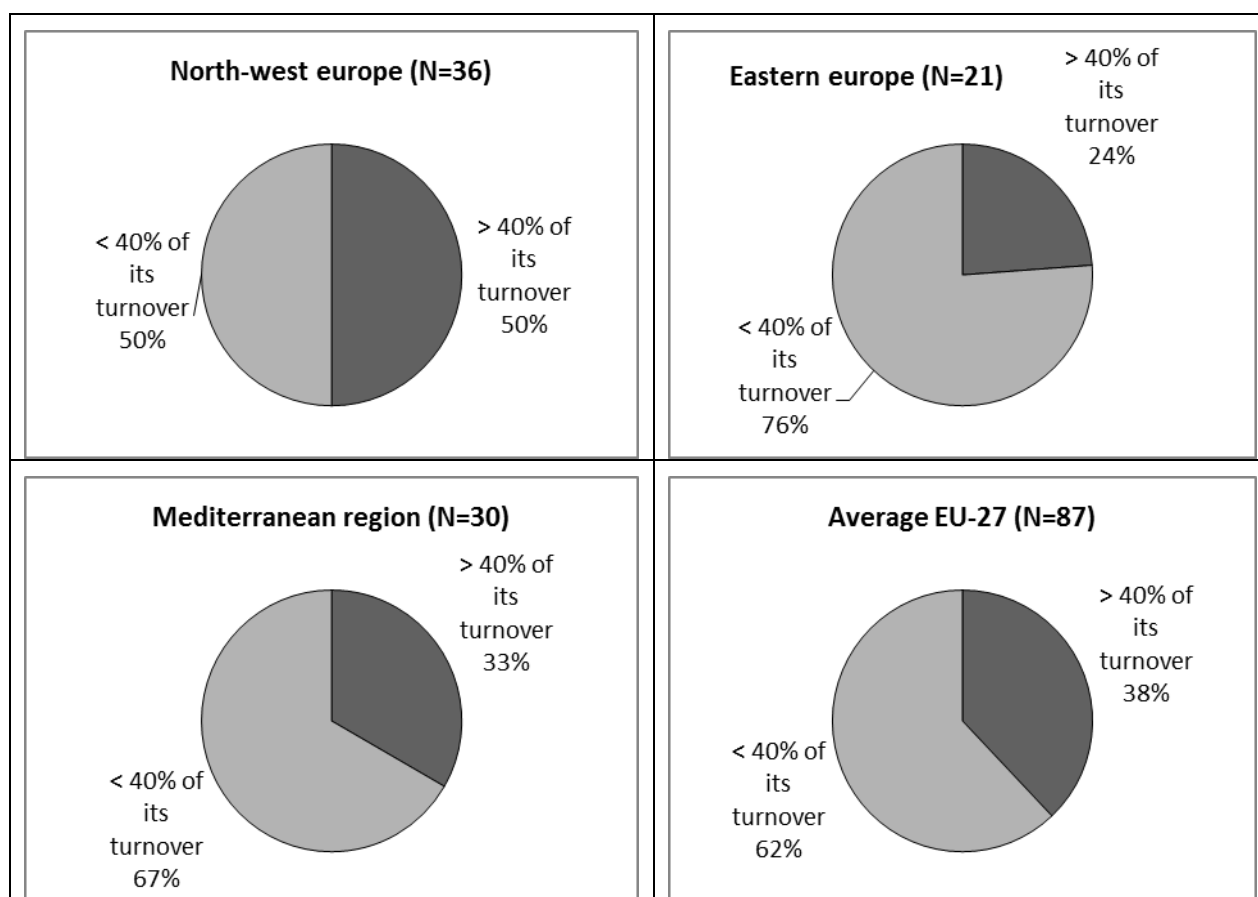 North-west europe (N=36)
< 40% of
its
turnover
50%
> 40% of
its
turnover
50%
Eastern europe (N=21)
> 40% of
its
turnover
24%
< 40% of
its
turnover
76%
Mediterranean region (N=30)
> 40% of
its
turnover
33%
< 40% of
its
turnover
67%
Average EU-27 (N=87)
> 40% of
its
turnover
38%
< 40% of
its
turnover
62%